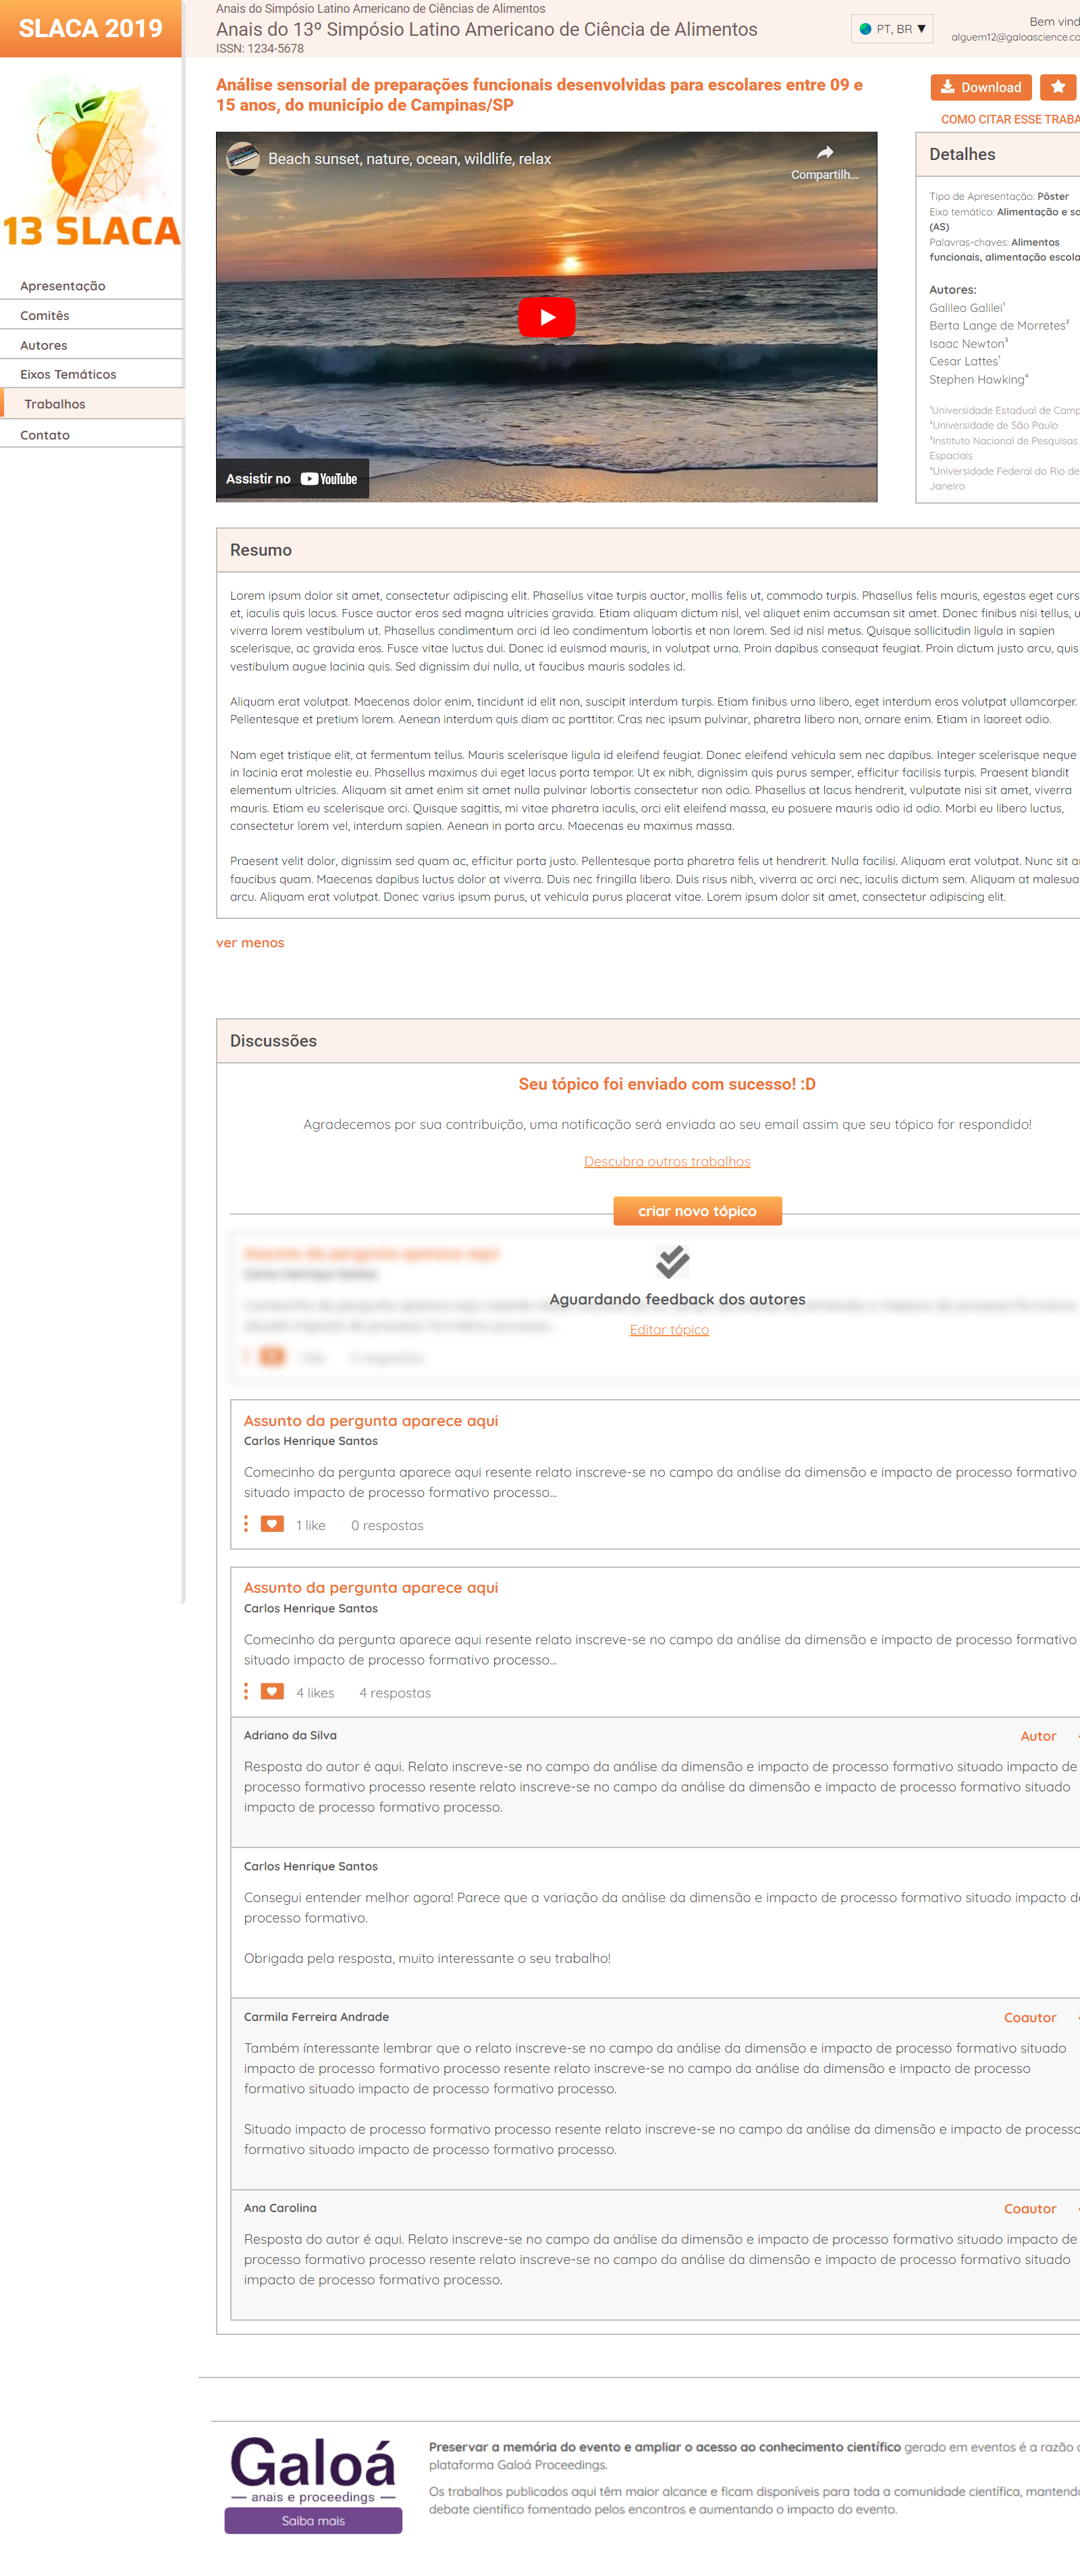 SLACA 2019
Anais do Simpósio Latino Americano de Ciências de Alimentos
Anais do 13º Simpósio Latino Americano de Ciência de Alimentos
ISSN: 1234-5678
PT, BR ▼
Bem vind
alguem12@galoascience.co
13 SLACA
Apresentação
Comitês
Autores
Eixos Temáticos
Trabalhos
Contato
Análise sensorial de preparações funcionais desenvolvidas para escolares entre 09 e
15 anos, do município de Campinas/SP
Download
COMO CITAR ESSE TRABA
Beach sunset, nature, ocean, wildlife, relax
Compartilh...
Assistir no YouTube
Detalhes
Tipo de Apresentação: Pôster
Eixo temático: Alimentação e sa
(AS)
Palavras-chaves: Alimentos
funcionais, alimentação escola
Autores:
Galileo Galilei¹
Berta Lange de Morretes²
Isaac Newton³
Cesar Lattes¹
Stephen Hawking⁴
¹Universidade Estadual de Camp
²Universidade de São Paulo
³Instituto Nacional de Pesquisas
Espaciais
⁴Universidade Federal do Rio de
Janeiro
Resumo
Lorem ipsum dolor sit amet, consectetur adipiscing elit. Phasellus vitae turpis auctor, mollis felis ut, commodo turpis. Phasellus felis mauris, egestas eget curs
et, iaculis quis lacus. Fusce auctor eros sed magna ultricies gravida. Etiam aliquam dictum nisl, vel aliquet enim accumsan sit amet. Donec finibus nisi tellus, u
viverra lorem vestibulum ut. Phasellus condimentum orci id leo condimentum lobortis et non lorem. Sed id nisl metus. Quisque sollicitudin ligula in sapien
scelerisque, ac gravida eros. Fusce vitae luctus dui. Donec id euismod mauris, in volutpat urna. Proin dapibus consequat feugiat. Proin dictum justo arcu, quis
vestibulum augue lacinia quis. Sed dignissim dui nulla, ut faucibus mauris sodales id.
Aliquam erat volutpat. Maecenas dolor enim, tincidunt id elit non, suscipit interdum turpis. Etiam finibus urna libero, eget interdum eros volutpat ullamcorper.
Pellentesque et pretium lorem. Aenean interdum quis diam ac porttitor. Cras nec ipsum pulvinar, pharetra libero non, ornare enim. Etiam in laoreet odio.
Nam eget tristique elit, at fermentum tellus. Mauris scelerisque ligula id eleifend feugiat. Donec eleifend vehicula sem nec dapibus. Integer scelerisque neque
in lacinia erat molestie eu. Phasellus maximus dui eget lacus porta tempor. Ut ex nibh, dignissim quis purus semper, efficitur facilisis turpis. Praesent blandit
elementum ultricies. Aliquam sit amet enim sit amet nulla pulvinar lobortis consectetur non odio. Phasellus at lacus hendrerit, vulputate nisi sit amet, viverra
mauris. Etiam eu scelerisque orci. Quisque sagittis, mi vitae pharetra iaculis, orci elit eleifend massa, eu posuere mauris odio id odio. Morbi eu libero luctus,
consectetur lorem vel, interdum sapien. Aenean in porta arcu. Maecenas eu maximus massa.
Praesent velit dolor, dignissim sed quam ac, efficitur porta justo. Pellentesque porta pharetra felis ut hendrerit. Nulla facilisi. Aliquam erat volutpat. Nunc sit a
faucibus quam. Maecenas dapibus luctus dolor at viverra. Duis nec fringilla libero. Duis risus nibh, viverra ac orci nec, iaculis dictum sem. Aliquam at malesua
arcu. Aliquam erat volutpat. Donec varius ipsum purus, ut vehicula purus placerat vitae. Lorem ipsum dolor sit amet, consectetur adipiscing elit.
ver menos
Discussões
Seu tópico foi enviado com sucesso! :D
Agradecemos por sua contribuição, uma notificação será enviada ao seu email assim que seu tópico for respondido!
Descubra outros trabalhos
criar novo tópico
Aguardando feedback dos autores
Editar tópico
Assunto da pergunta aparece aqui
Carlos Henrique Santos
Comecinho da pergunta aparece aqui resente relato inscreve-se no campo da análise da dimensão e impacto de processo formativo
situado impacto de processo formativo processo...
1 like 0 respostas
Assunto da pergunta aparece aqui
Carlos Henrique Santos
Comecinho da pergunta aparece aqui resente relato inscreve-se no campo da análise da dimensão e impacto de processo formativo
situado impacto de processo formativo processo...
4 likes 4 respostas
Adriano da Silva
Autor
Resposta do autor é aqui. Relato inscreve-se no campo da análise da dimensão e impacto de processo formativo situado impacto de
processo formativo processo resente relato inscreve-se no campo da análise da dimensão e impacto de processo formativo situado
impacto de processo formativo processo.
Carlos Henrique Santos
Consegui entender melhor agora! Parece que a variação da análise da dimensão e impacto de processo formativo situado impacto d
processo formativo.
Obrigada pela resposta, muito interessante o seu trabalho!
Carmila Ferreira Andrade
Coautor
Também ínteressante lembrar que o relato inscreve-se no campo da análise da dimensão e impacto de processo formativo situado
impacto de processo formativo processo resente relato inscreve-se no campo da análise da dimensão e impacto de processo
formativo situado impacto de processo formativo processo.
Situado impacto de processo formativo processo resente relato inscreve-se no campo da análise da dimensão e impacto de processo
formativo situado impacto de processo formativo processo.
Ana Carolina
Coautor
Resposta do autor é aqui. Relato inscreve-se no campo da análise da dimensão e impacto de processo formativo situado impacto de
processo formativo processo resente relato inscreve-se no campo da análise da dimensão e impacto de processo formativo situado
impacto de processo formativo processo.
Galoá
anais e proceedings
Saiba mais
Preservar a memória do evento e ampliar o acesso ao conhecimento científico gerado em eventos é a razão
plataforma Galoá Proceedings.
Os trabalhos publicados aqui têm maior alcance e ficam disponíveis para toda a comunidade científica, mantend
debate científico fomentado pelos encontros e aumentando o impacto do evento.